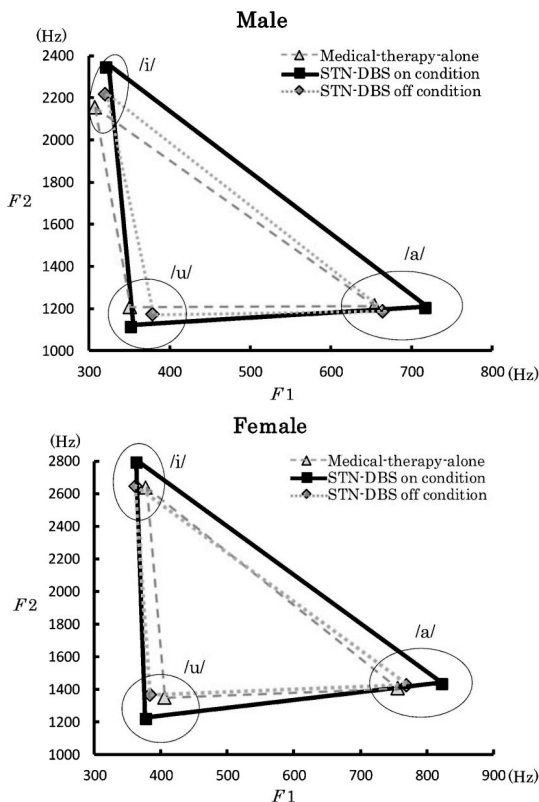 Male
(Hz)
2400
2200
2000
1800
1600
1400
1200
1000
F2
/i/
/u/
/a/
Medical-therapy-alone
STN-DBS on condition
STN-DBS off condition
300 400 500 600 700 800 (Hz)
F1
Female
(Hz)
2800
2600
2400
2200
2000
1800
1600
1400
1200
1000
F2
/i/
/u/
/a/
Medical-therapy-alone
STN-DBS on condition
STN-DBS off condition
300 400 500 600 700 800 900 (Hz)
F1